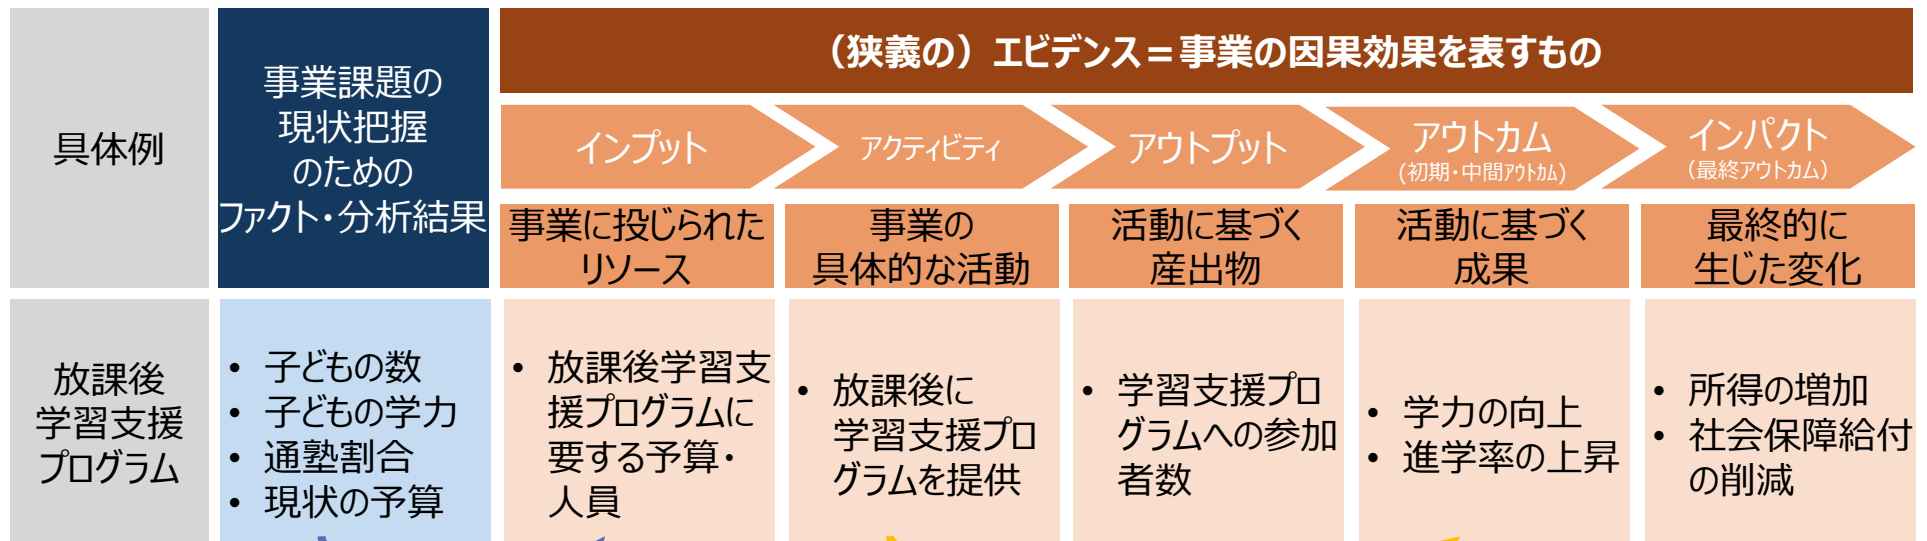 具体例
事業課題の
現状把握
のための
ファクト・分析結果
（狭義の）エビデンス＝事業の因果効果を表すもの
インプット
アクティビティ
アウトプット
アウトカム
(初期・中間ｱｳﾄｶﾑ)
インパクト
（最終アウトカム）
事業に投じられた
リソース
事業の
具体的な活動
活動に基づく
産出物
活動に基づく
成果
最終的に
生じた変化
放課後
学習支援
プログラム
• 子どもの数
• 子どもの学力
• 通塾割合
• 現状の予算
• 放課後学習支
援プログラムに
要する予算・
人員
• 放課後に
学習支援プロ
グラムを提供
• 学習支援プロ
グラムへの参加
者数
• 学力の向上
• 進学率の上昇
• 所得の増加
• 社会保障給付
の削減